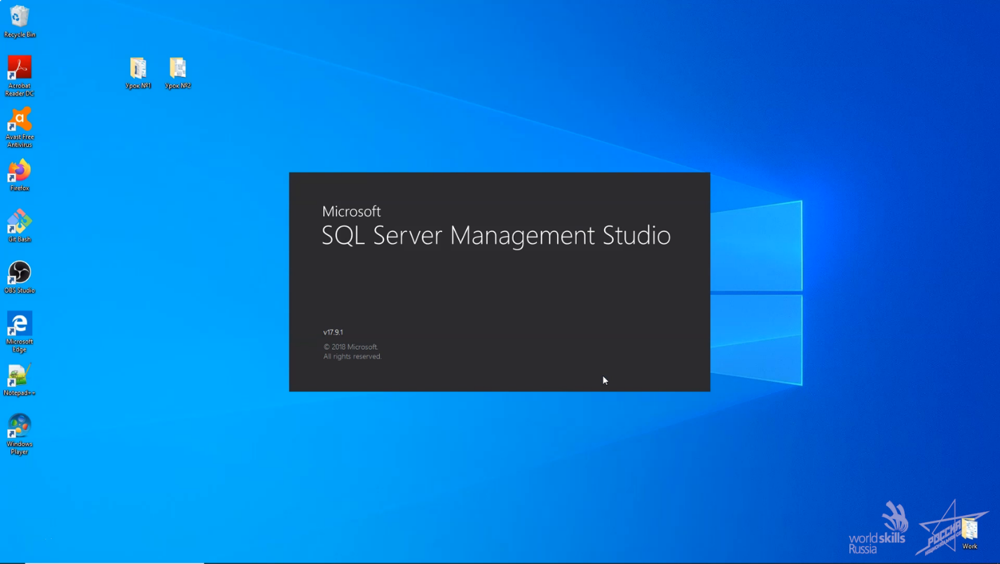 Recycle Bin
Acrobat
Reader DC
Avast Free
Antivirus
Firefox
Git Bash
OBS Studio
Microsoft
Edge
Notepad++
Windows
Player
Урок №1
Урок №2
Microsoft
SQL Server Management Studio
v17.9.1
© 2018 Microsoft.
All rights reserved.
worldskills
Russia
РОССИЯ
Work